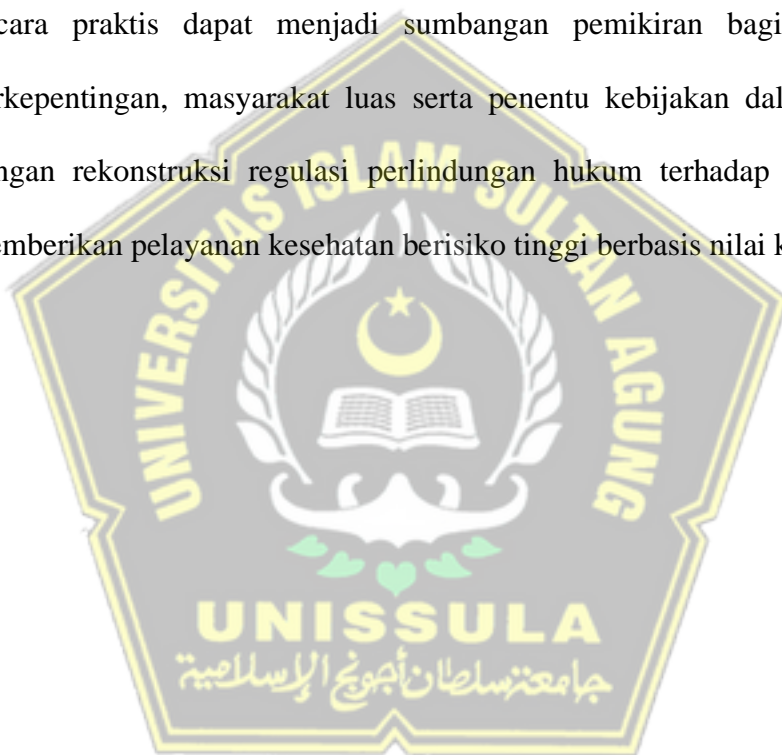 cara praktis dapat menjadi sumbangan pemikiran bagi
rkepentingan, masyarakat luas serta penentu kebijakan dal
ngan rekonstruksi regulasi perlindungan hukum terhadap
emberikan pelayanan kesehatan berisiko tinggi berbasis nilai k
UNIVERSITAS ISLAM SULTAN AGUNG
UNISSULA
جامعة سلطان أجونج الإسلامية